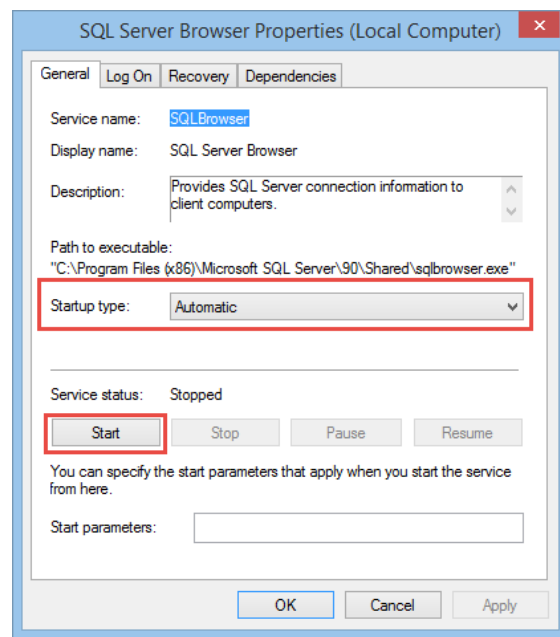 SQL Server Browser Properties (Local Computer)
General Log On Recovery Dependencies
Service name: SQLBrowser
Display name: SQL Server Browser
Description: Provides SQL Server connection information to
client computers.
Path to executable:
"C:\Program Files (x86)\Microsoft SQL Server\90\Shared\sqlbrowser.exe"
Startup type: Automatic
Service status: Stopped
Start Stop Pause Resume
You can specify the start parameters that apply when you start the service
from here.
Start parameters:
OK Cancel Apply